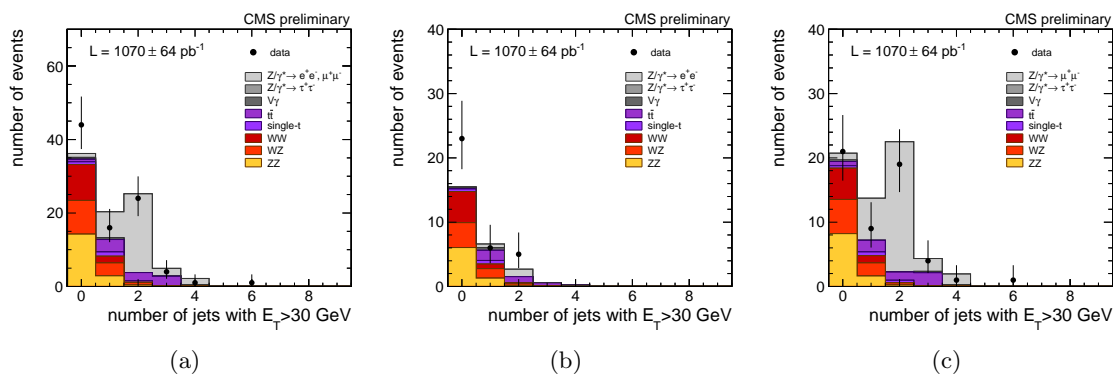 CMS preliminary
L = 1070 ± 64 pb⁻¹
data
Z/γ*→ e⁺e⁻, μ⁺μ⁻
Z/γ*→ τ⁺τ⁻
Vγ
tt̄
single-t
WW
WZ
ZZ
number of events
60
40
20
0
0 2 4 6 8
number of jets with E_T>30 GeV
(a)
CMS preliminary
L = 1070 ± 64 pb⁻¹
data
Z/γ*→ e⁺e⁻
Z/γ*→ τ⁺τ⁻
Vγ
tt̄
single-t
WW
WZ
ZZ
number of events
40
30
20
10
0
0 2 4 6 8
number of jets with E_T>30 GeV
(b)
CMS preliminary
L = 1070 ± 64 pb⁻¹
data
Z/γ*→ μ⁺μ⁻
Z/γ*→ τ⁺τ⁻
Vγ
tt̄
single-t
WW
WZ
ZZ
number of events
40
30
20
10
0
0 2 4 6 8
number of jets with E_T>30 GeV
(c)